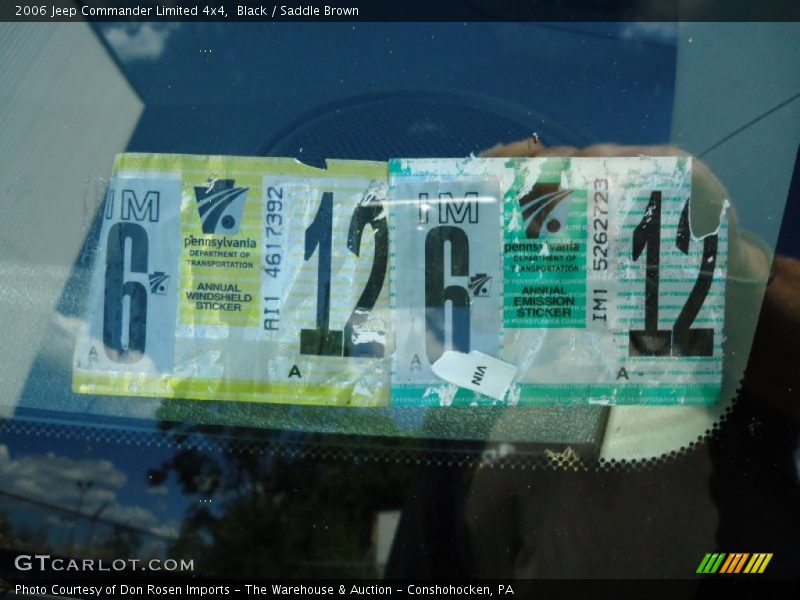 2006 Jeep Commander Limited 4x4,  Black / Saddle Brown
IM
6
A
pennsylvania
DEPARTMENT OF
TRANSPORTATION
ANNUAL
WINDSHIELD
STICKER
AI1 4617392
12
A
IM
6
A
pennsylvania
DEPARTMENT OF
TRANSPORTATION
ANNUAL
EMISSION
STICKER
IM1 5262723
12
A
VIN
GTCARLOT.COM
Photo Courtesy of Don Rosen Imports - The Warehouse & Auction - Conshohocken, PA